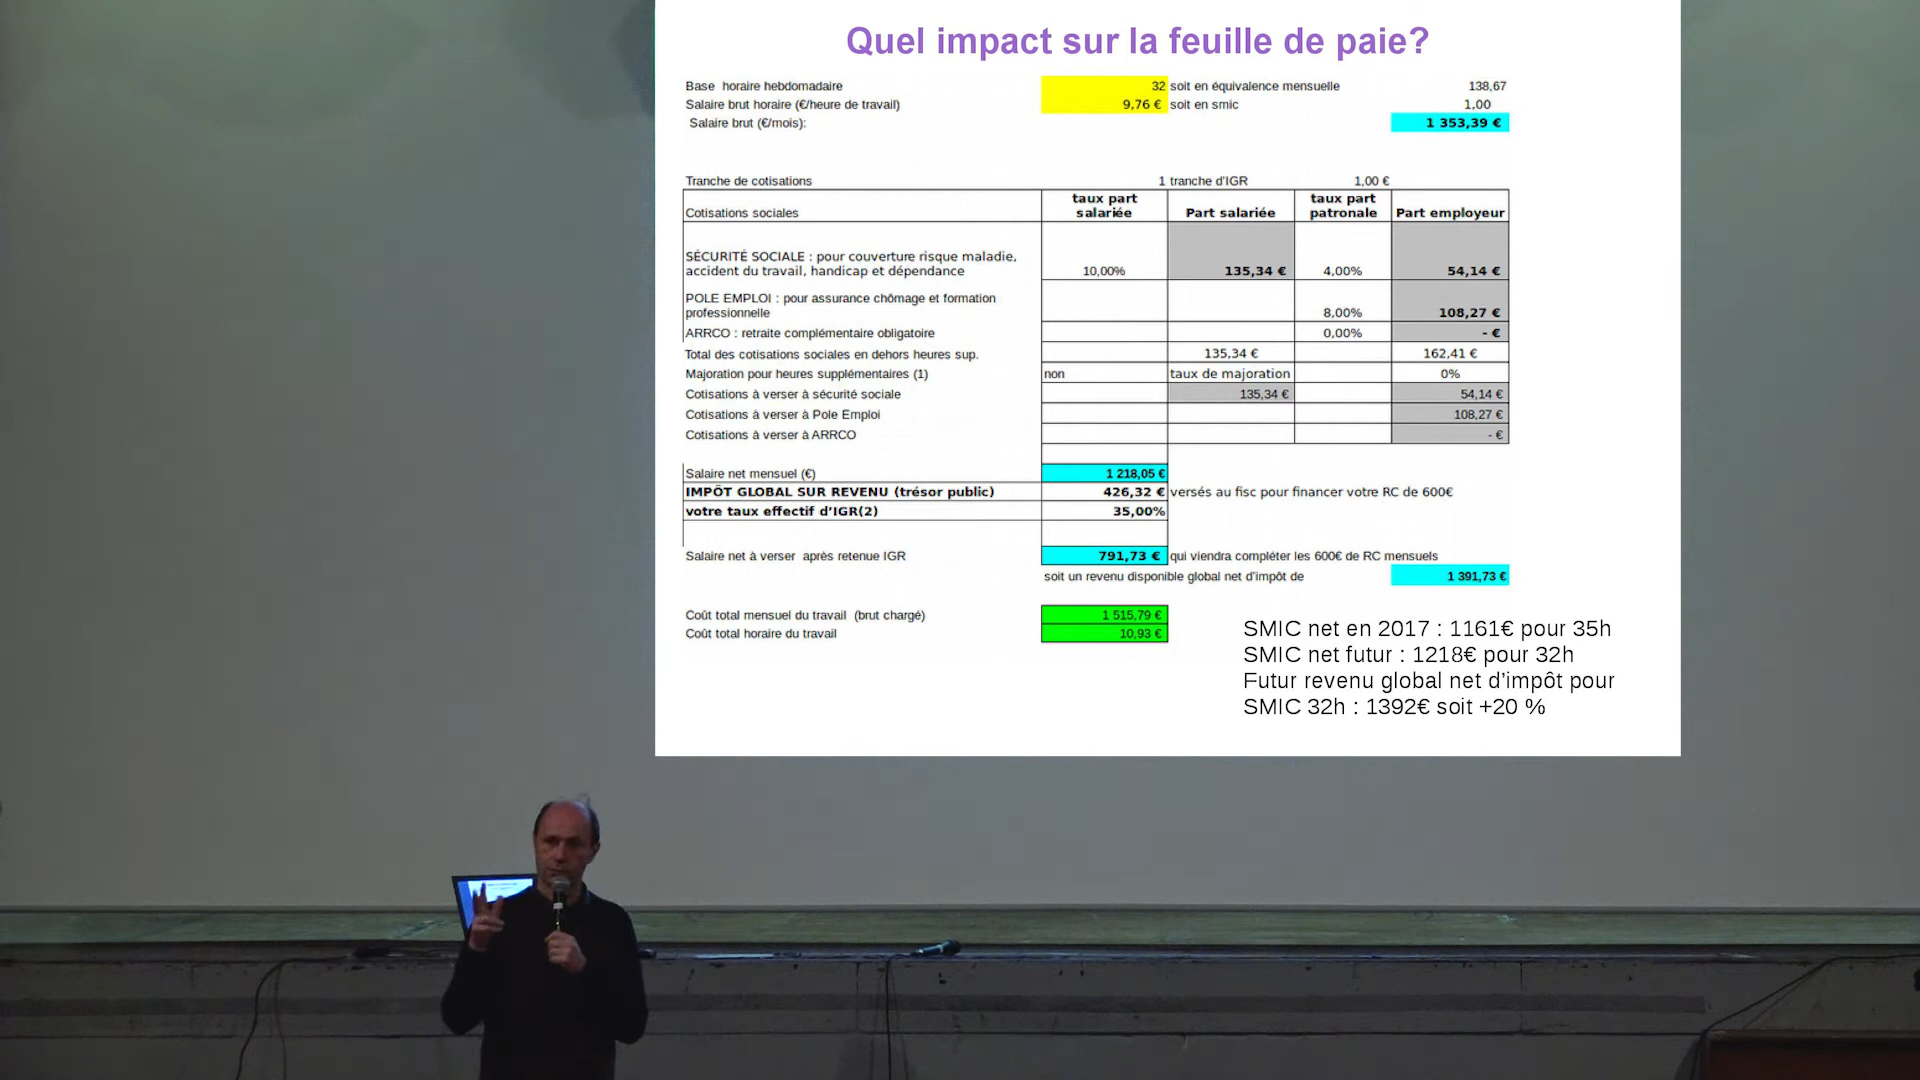 Quel impact sur la feuille de paie?
Base horaire hebdomadaire 32 soit en équivalence mensuelle 138,67
Salaire brut horaire (€/heure de travail) 9,76 € soit en smic 1,00
Salaire brut (€/mois): 1 353,39 €
Tranche de cotisations 1 tranche d'IGR 1,00 €
taux part taux part
Cotisations sociales salariée Part salariée patronale Part employeur
SÉCURITÉ SOCIALE : pour couverture risque maladie,
accident du travail, handicap et dépendance 10,00% 135,34 € 4,00% 54,14 €
POLE EMPLOI : pour assurance chômage et formation
professionnelle 8,00% 108,27 €
ARRCO : retraite complémentaire obligatoire 0,00% - €
Total des cotisations sociales en dehors heures sup. 135,34 € 162,41 €
Majoration pour heures supplémentaires (1) non taux de majoration 0%
Cotisations à verser à sécurité sociale 135,34 € 54,14 €
Cotisations à verser à Pole Emploi 108,27 €
Cotisations à verser à ARRCO - €
Salaire net mensuel (€) 1 218,05 €
IMPÔT GLOBAL SUR REVENU (trésor public) 426,32 € versés au fisc pour financer votre RC de 600€
votre taux effectif d'IGR(2) 35,00%
Salaire net à verser après retenue IGR 791,73 € qui viendra compléter les 600€ de RC mensuels
soit un revenu disponible global net d'impôt de 1 391,73 €
Coût total mensuel du travail (brut chargé) 1 515,79 €
Coût total horaire du travail 10,93 €
SMIC net en 2017 : 1161€ pour 35h
SMIC net futur : 1218€ pour 32h
Futur revenu global net d'impôt pour
SMIC 32h : 1392€ soit +20 %